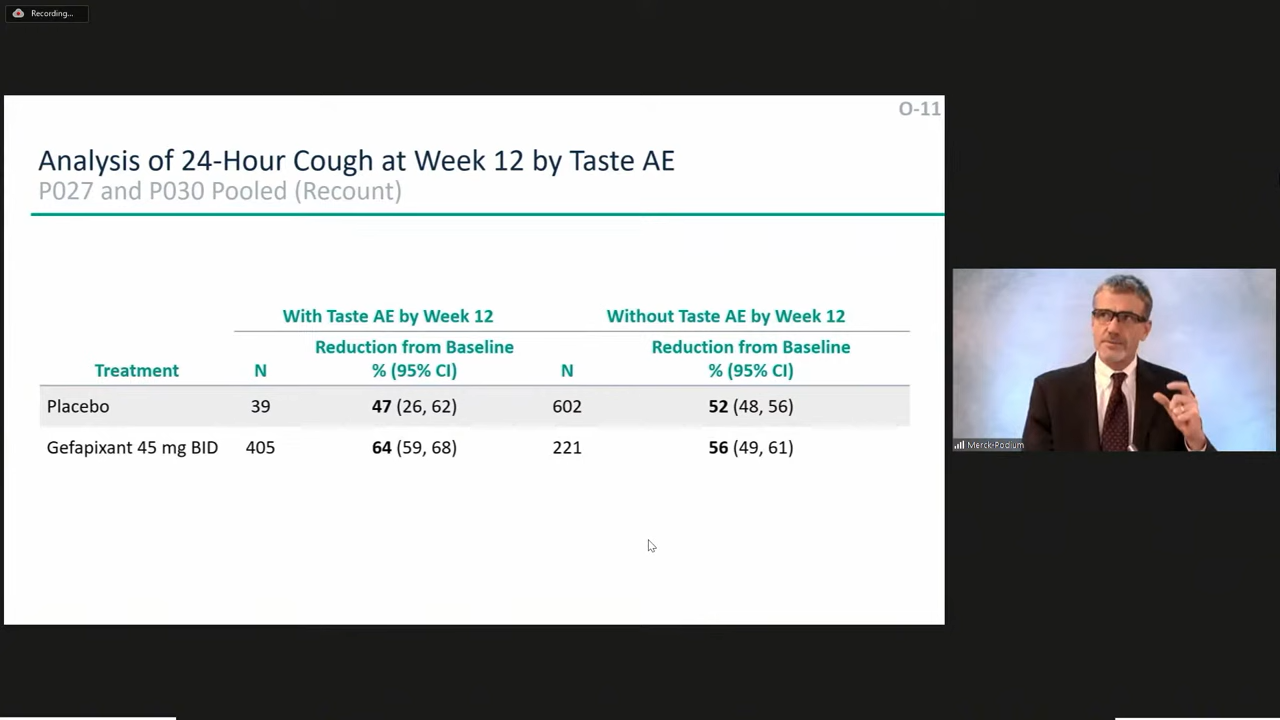 Recording...
O-11
Analysis of 24-Hour Cough at Week 12 by Taste AE
P027 and P030 Pooled (Recount)
With Taste AE by Week 12 Without Taste AE by Week 12
Treatment N Reduction from Baseline % (95% CI) N Reduction from Baseline % (95% CI)
Placebo 39 47 (26, 62) 602 52 (48, 56)
Gefapixant 45 mg BID 405 64 (59, 68) 221 56 (49, 61)
Merck-Podium